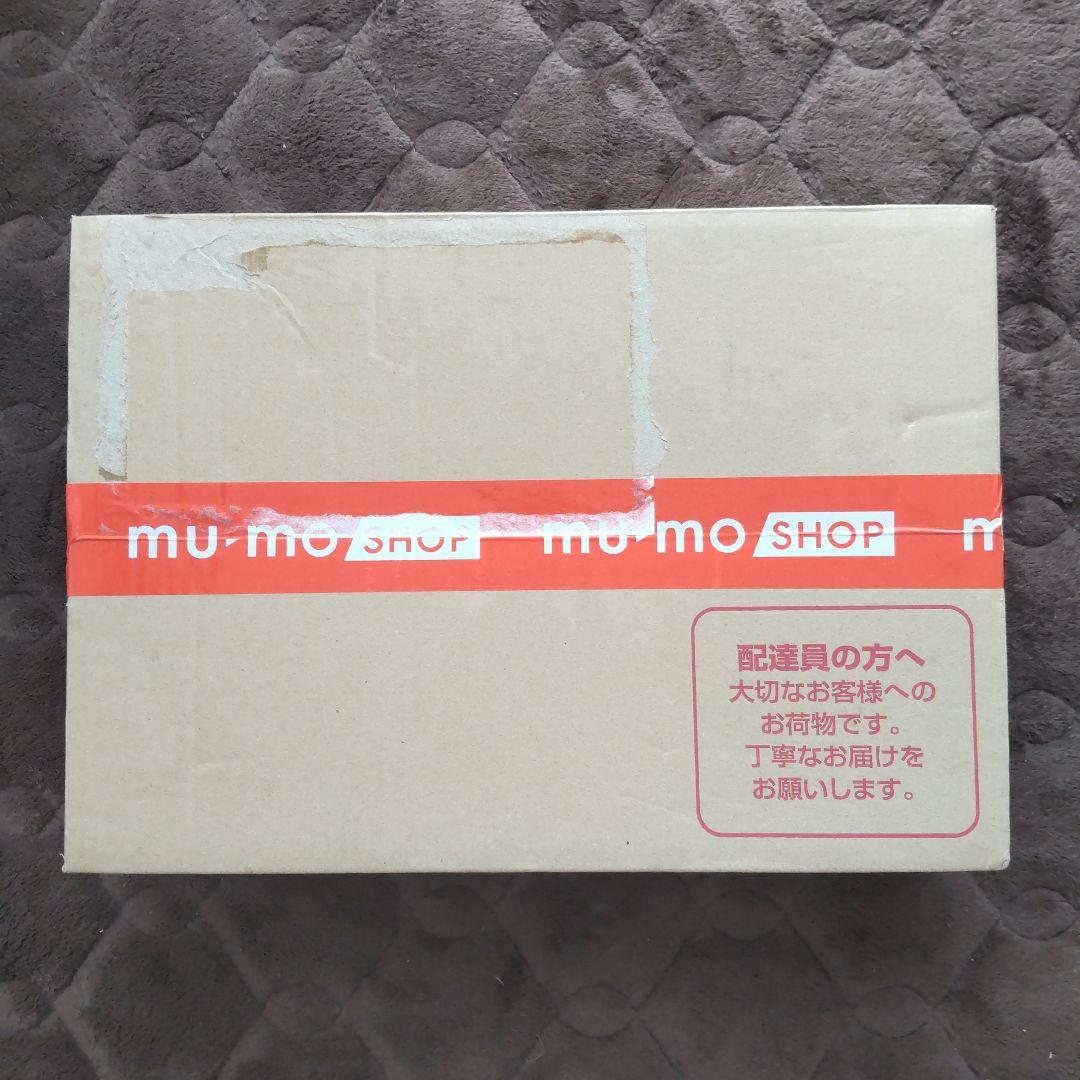 mu-mo SHOP mu-mo SHOP m
配達員の方へ
大切なお客様への
お荷物です。
丁寧なお届けを
お願いします。